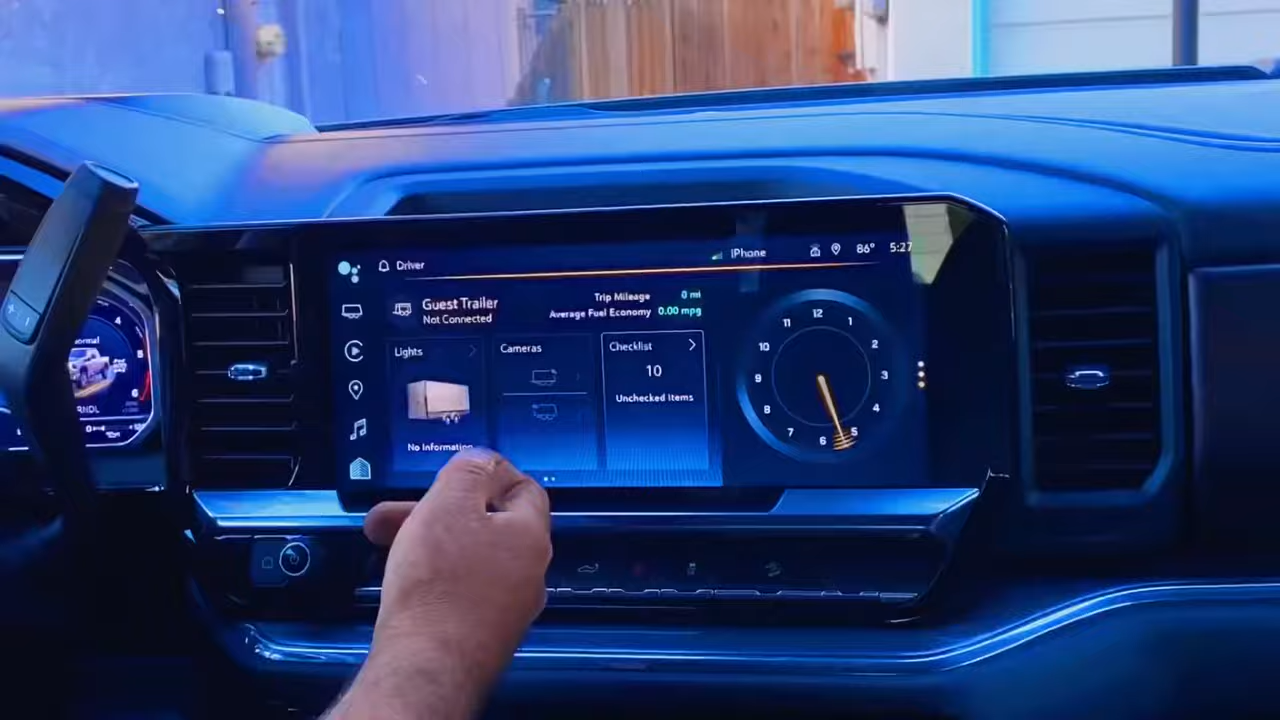 Driver
iPhone
86° 5:27
Guest Trailer
Not Connected
Trip Mileage 0 mi
Average Fuel Economy 0.00 mpg
Lights
No Information
Cameras
Checklist
10
Unchecked Items
12
1
2
3
4
5
6
7
8
9
10
11
4
6